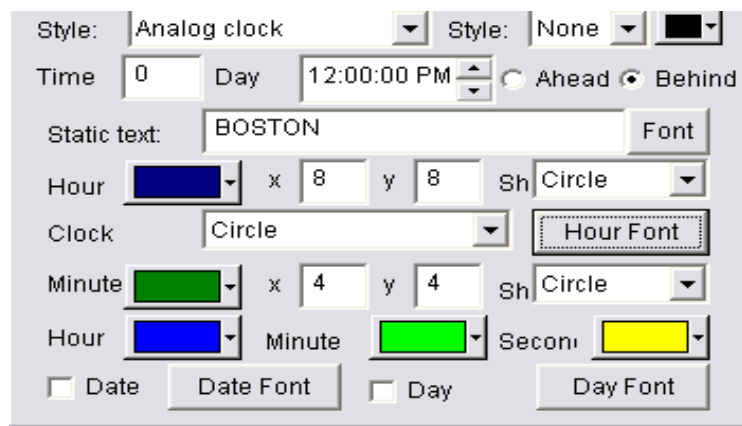 Style: Analog clock Style: None
Time 0 Day 12:00:00 PM Ahead Behind
Static text: BOSTON Font
Hour x 8 y 8 Sh Circle
Clock Circle Hour Font
Minute x 4 y 4 Sh Circle
Hour Minute Secon
Date Date Font Day Day Font